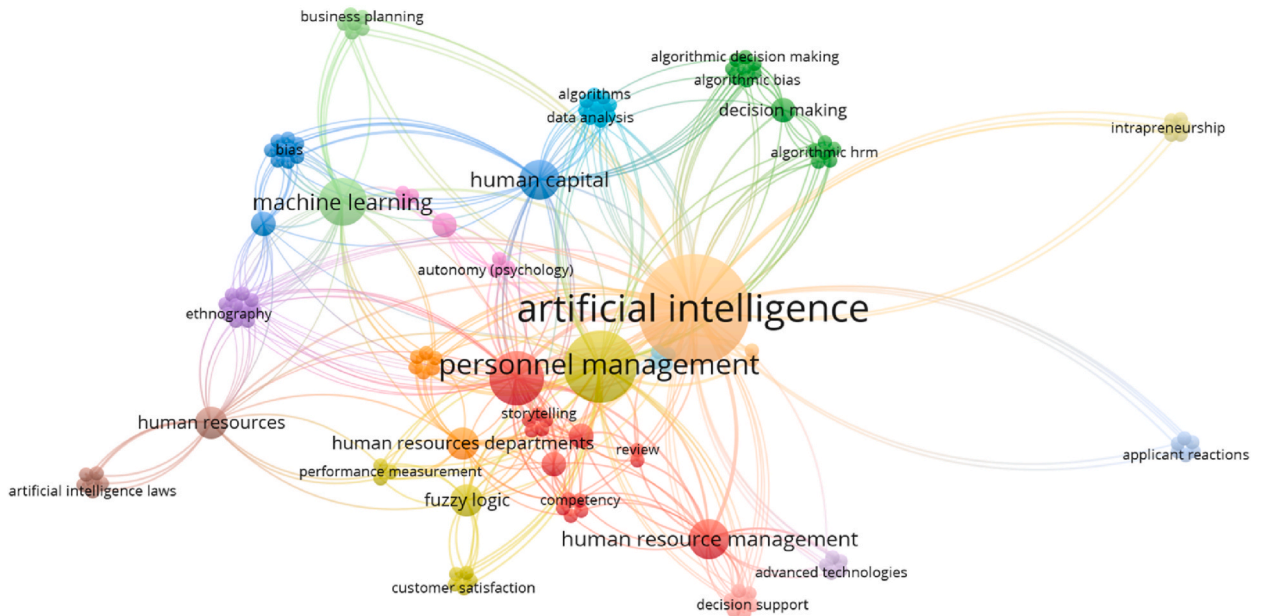 business planning
algorithmic decision making
algorithmic bias
algorithms
decision making
data analysis
intrapreneurship
bias
algorithmic hrm
human capital
machine learning
autonomy (psychology)
artificial intelligence
ethnography
personnel management
storytelling
human resources
human resources departments
review
applicant reactions
performance measurement
artificial intelligence laws
fuzzy logic
competency
human resource management
advanced technologies
customer satisfaction
decision support